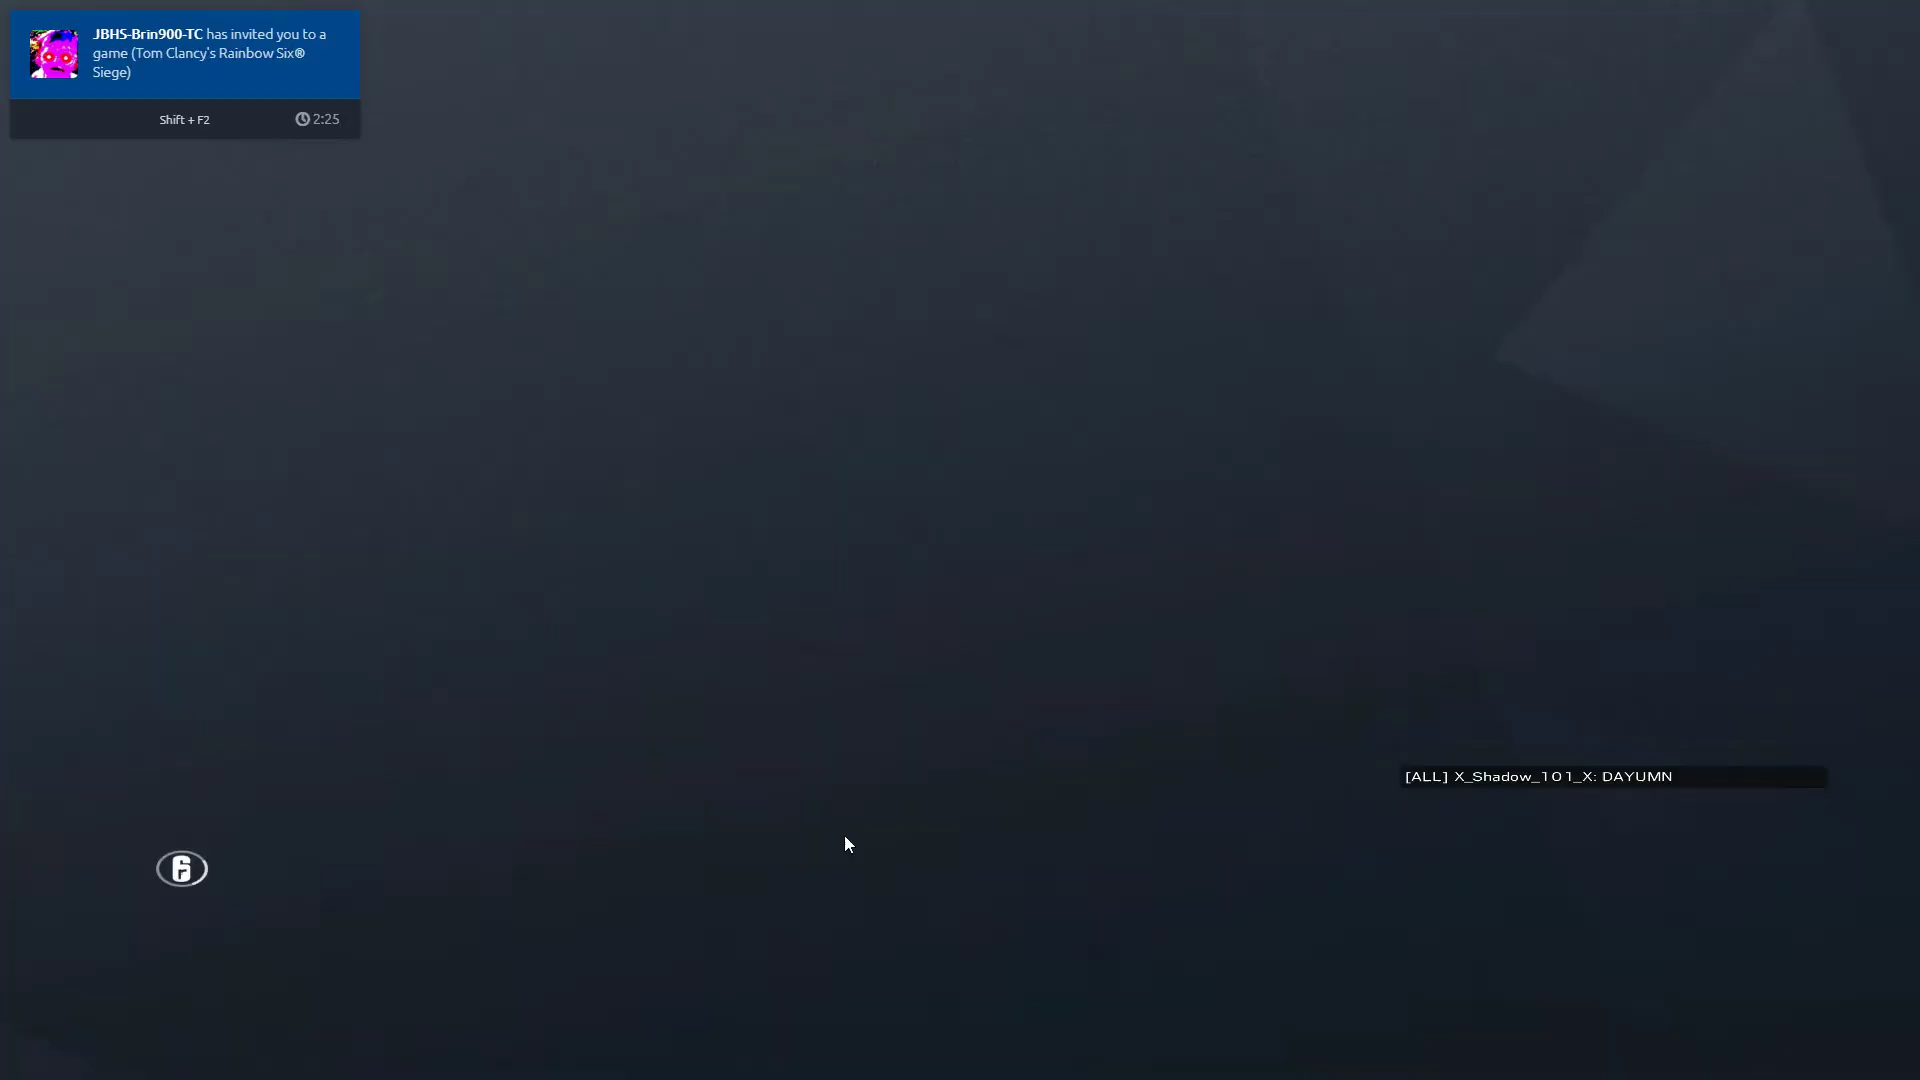 JBHS-Brin900-TC has invited you to a
game (Tom Clancy's Rainbow Six®
Siege)
Shift + F2
2:25
[ALL] X_Shadow_101_X: DAYUMN
6